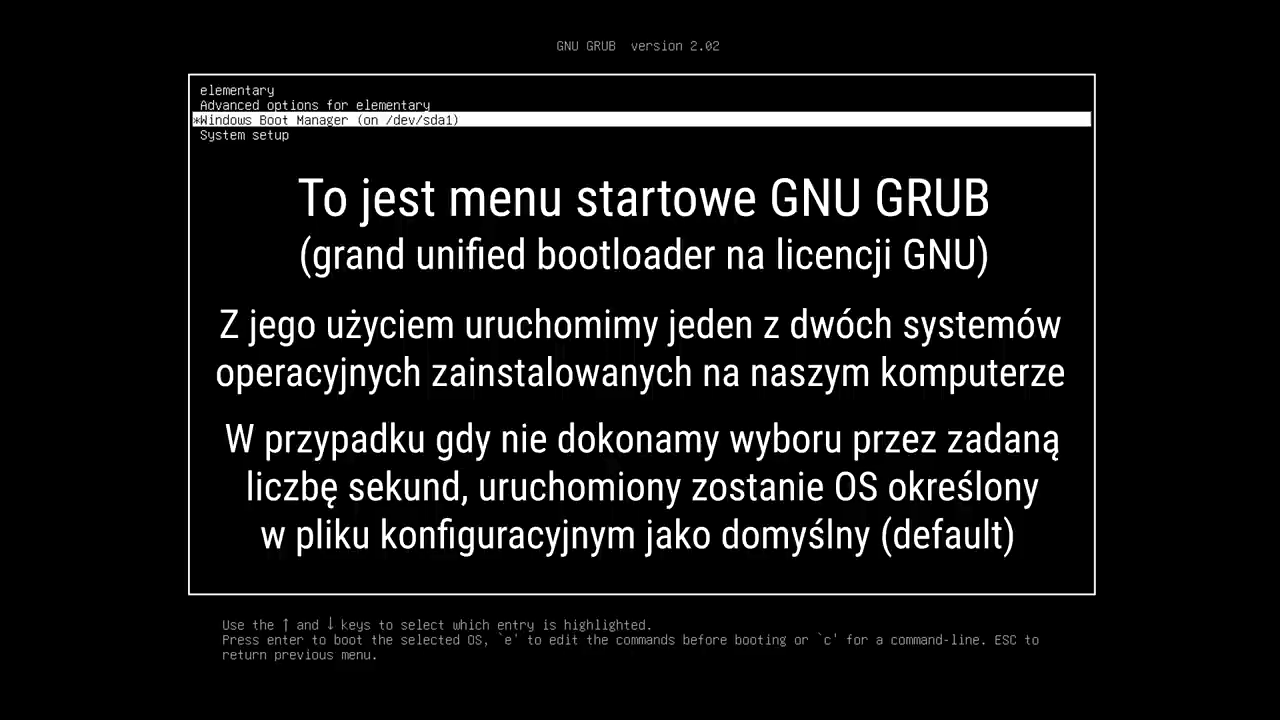 GNU GRUB version 2.02
elementary
Advanced options for elementary
*Windows Boot Manager (on /dev/sda1)
System setup
To jest menu startowe GNU GRUB
(grand unified bootloader na licencji GNU)
Z jego użyciem uruchomimy jeden z dwóch systemów
operacyjnych zainstalowanych na naszym komputerze
W przypadku gdy nie dokonamy wyboru przez zadaną
liczbę sekund, uruchomiony zostanie OS określony
w pliku konfiguracyjnym jako domyślny (default)
Use the ↑ and ↓ keys to select which entry is highlighted.
Press enter to boot the selected OS, `e' to edit the commands before booting or `c' for a command-line. ESC to
return previous menu.